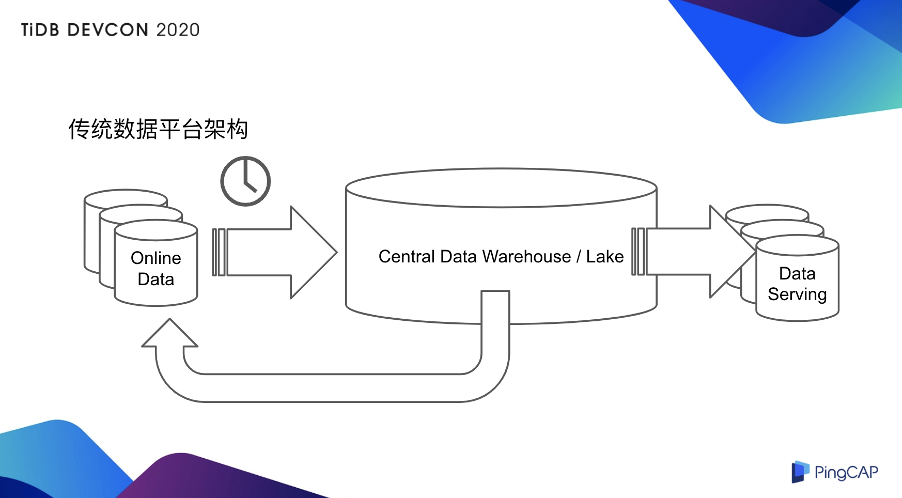 TiDB DEVCON 2020
传统数据平台架构
Online
Data
Central Data Warehouse / Lake
Data
Serving
PingCAP